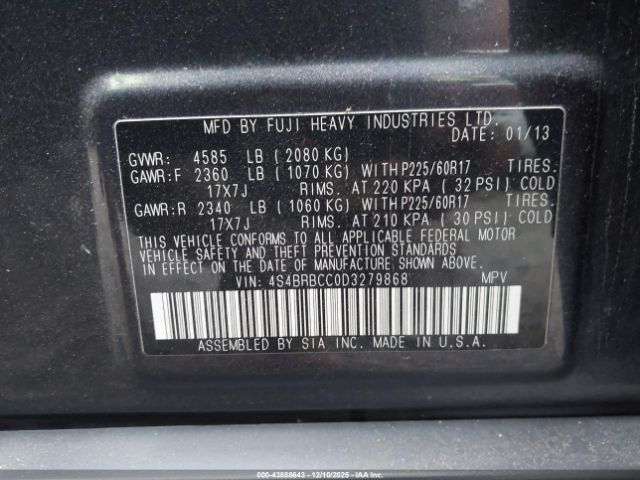 MFD BY FUJI HEAVY INDUSTRIES LTD.
DATE: 01/13
GVWR: 4585 LB (2080 KG)
GAWR:F 2360 LB (1070 KG) WITH P225/60R17 TIRES.
17X7J RIMS. AT 220 KPA (32 PSI) COLD
GAWR:R 2340 LB (1060 KG) WITH P225/60R17 TIRES.
17X7J RIMS. AT 210 KPA (30 PSI) COLD
THIS VEHICLE CONFORMS TO ALL APPLICABLE FEDERAL MOTOR
VEHICLE SAFETY AND THEFT PREVENTION STANDARDS
IN EFFECT ON THE DATE OF MANUFACTURE SHOWN ABOVE.
VIN: 4S4BRBCC0D3279868 MPV
ASSEMBLED BY SIA INC. MADE IN U.S.A.
000-43888643 - 12/10/2025 - IAAI.COM